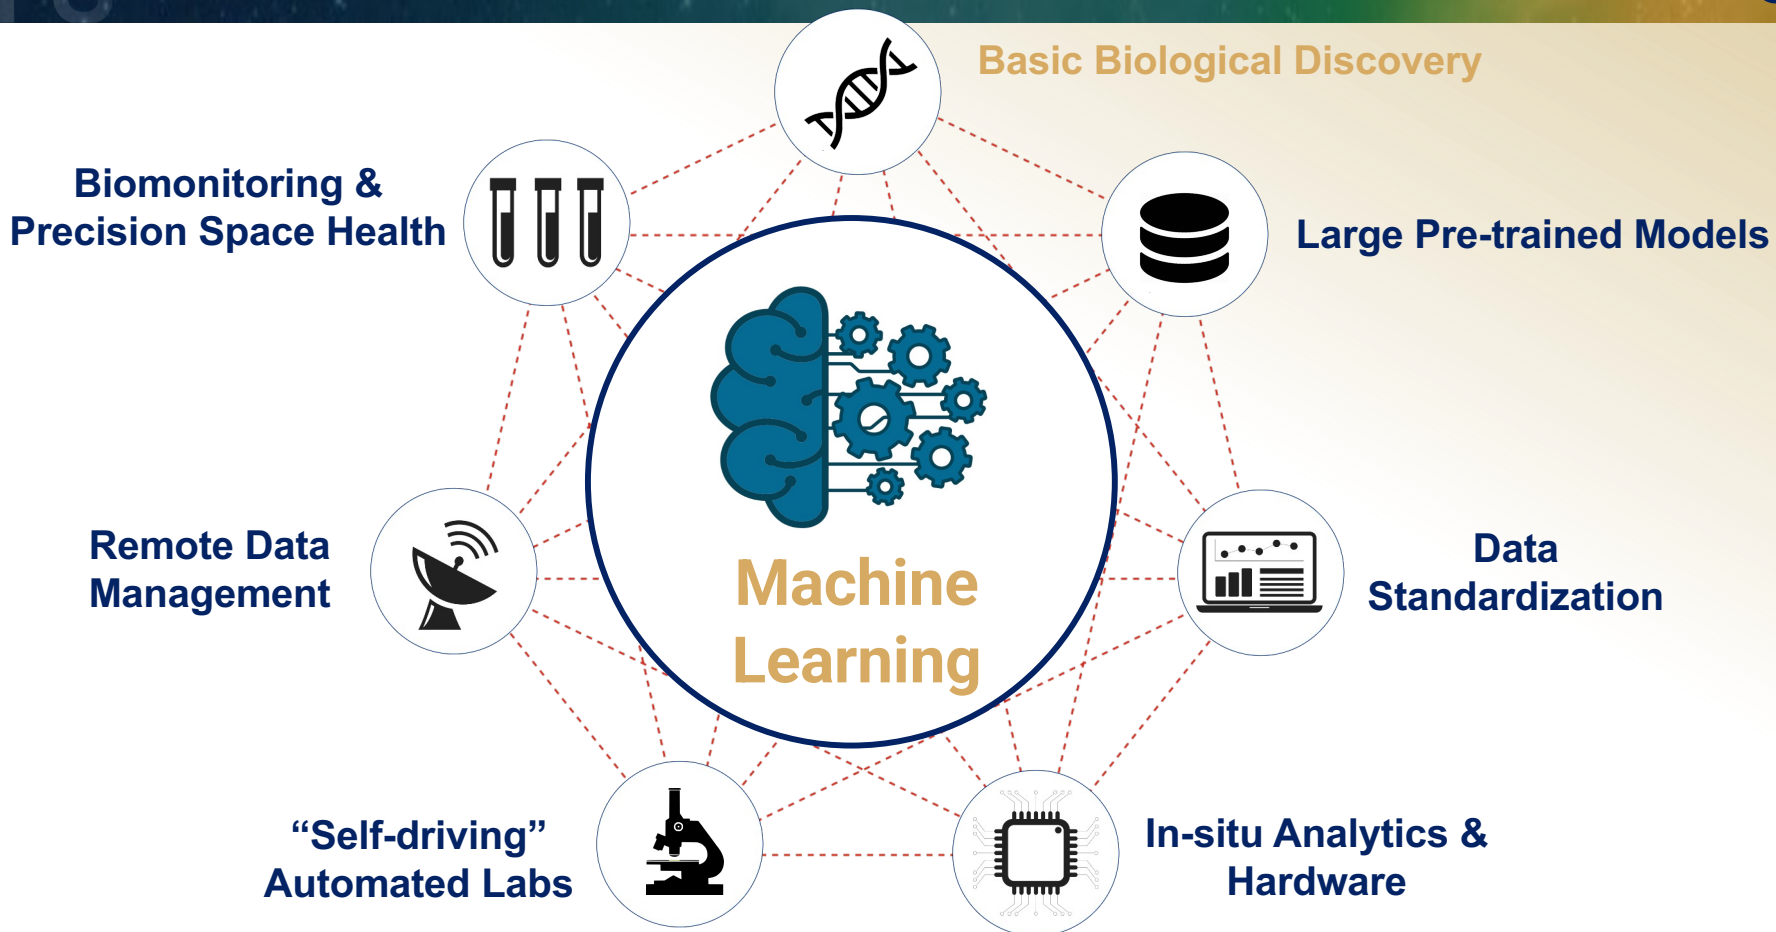 Basic Biological Discovery
Biomonitoring &
Precision Space Health
Large Pre-trained Models
Remote Data
Management
Machine
Learning
Data
Standardization
“Self-driving”
Automated Labs
In-situ Analytics &
Hardware